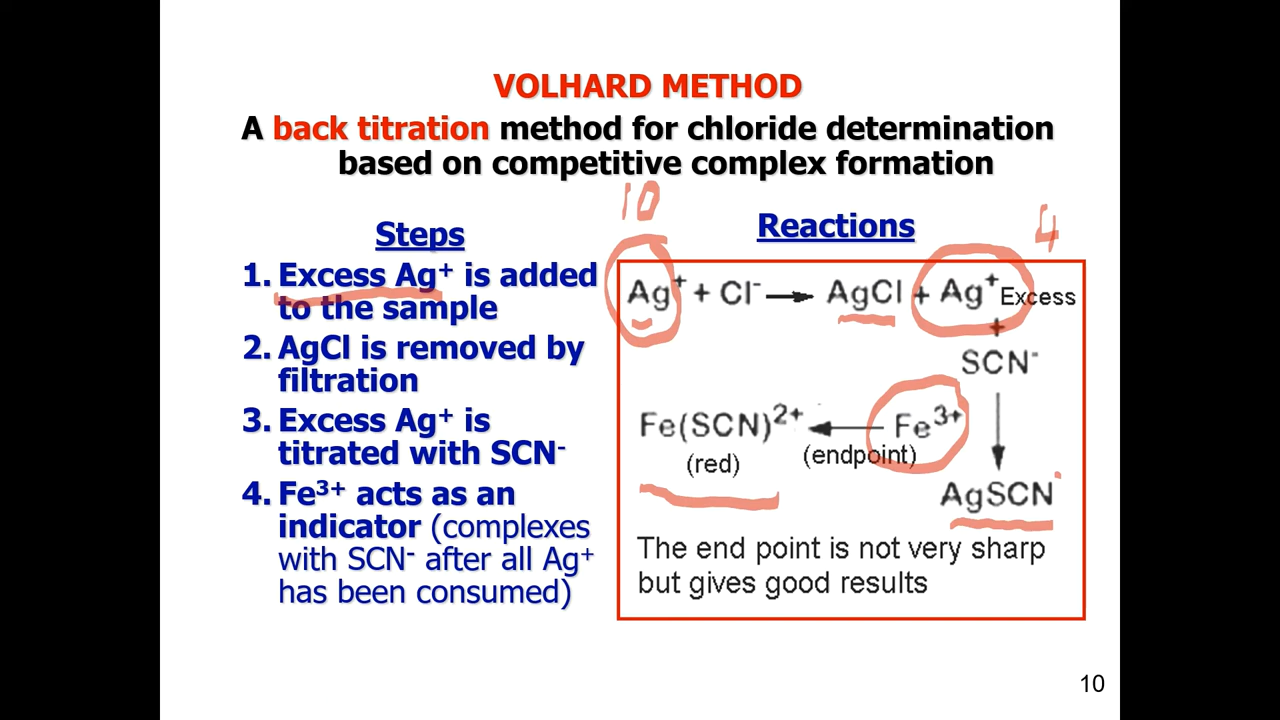 VOLHARD METHOD
A back titration method for chloride determination
based on competitive complex formation
10
Steps
1. Excess Ag⁺ is added
to the sample
2. AgCl is removed by
filtration
3. Excess Ag⁺ is
titrated with SCN⁻
4. Fe³⁺ acts as an
indicator (complexes
with SCN⁻ after all Ag⁺
has been consumed)
Reactions
4
Ag⁺ + Cl⁻ → AgCl + Ag⁺ Excess
+
SCN⁻
Fe(SCN)²⁺ ← Fe³⁺
(red) (endpoint)
AgSCN
The end point is not very sharp
but gives good results
10